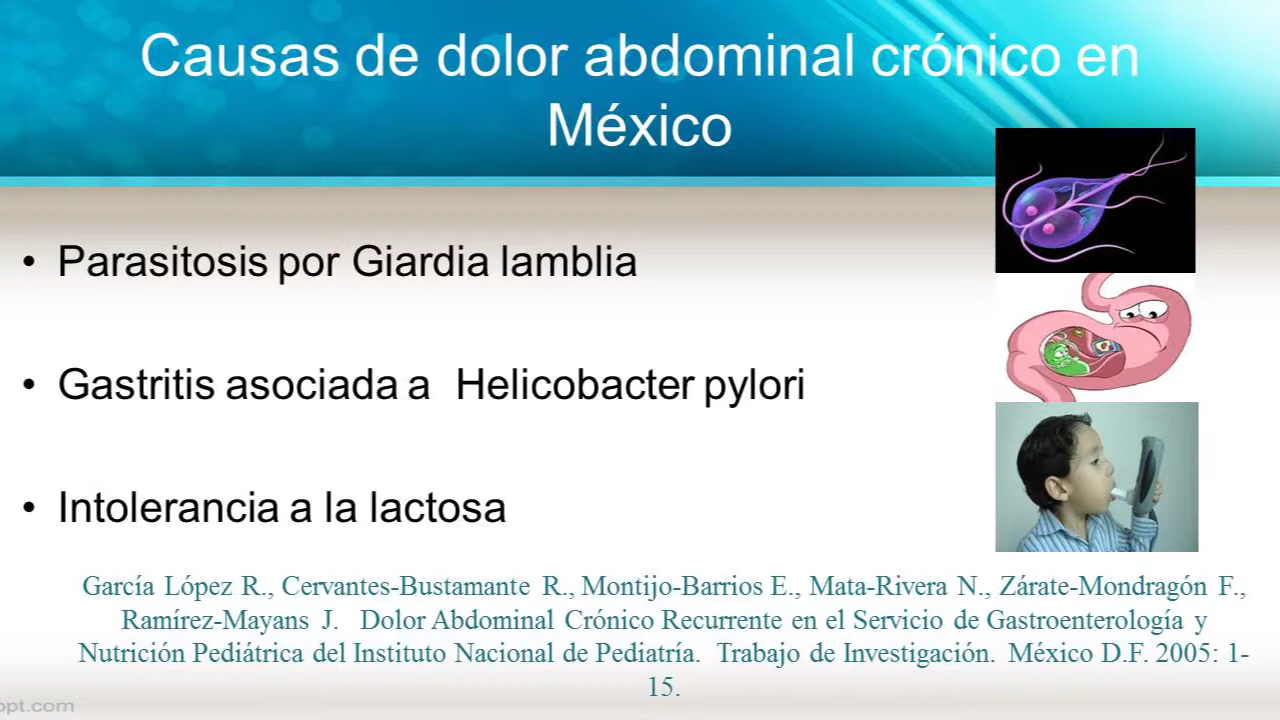 Causas de dolor abdominal crónico en
México
• Parasitosis por Giardia lamblia
• Gastritis asociada a Helicobacter pylori
• Intolerancia a la lactosa
García López R., Cervantes-Bustamante R., Montijo-Barrios E., Mata-Rivera N., Zárate-Mondragón F.,
Ramírez-Mayans J. Dolor Abdominal Crónico Recurrente en el Servicio de Gastroenterología y
Nutrición Pediátrica del Instituto Nacional de Pediatría. Trabajo de Investigación. México D.F. 2005: 1-
15.
ppt.com